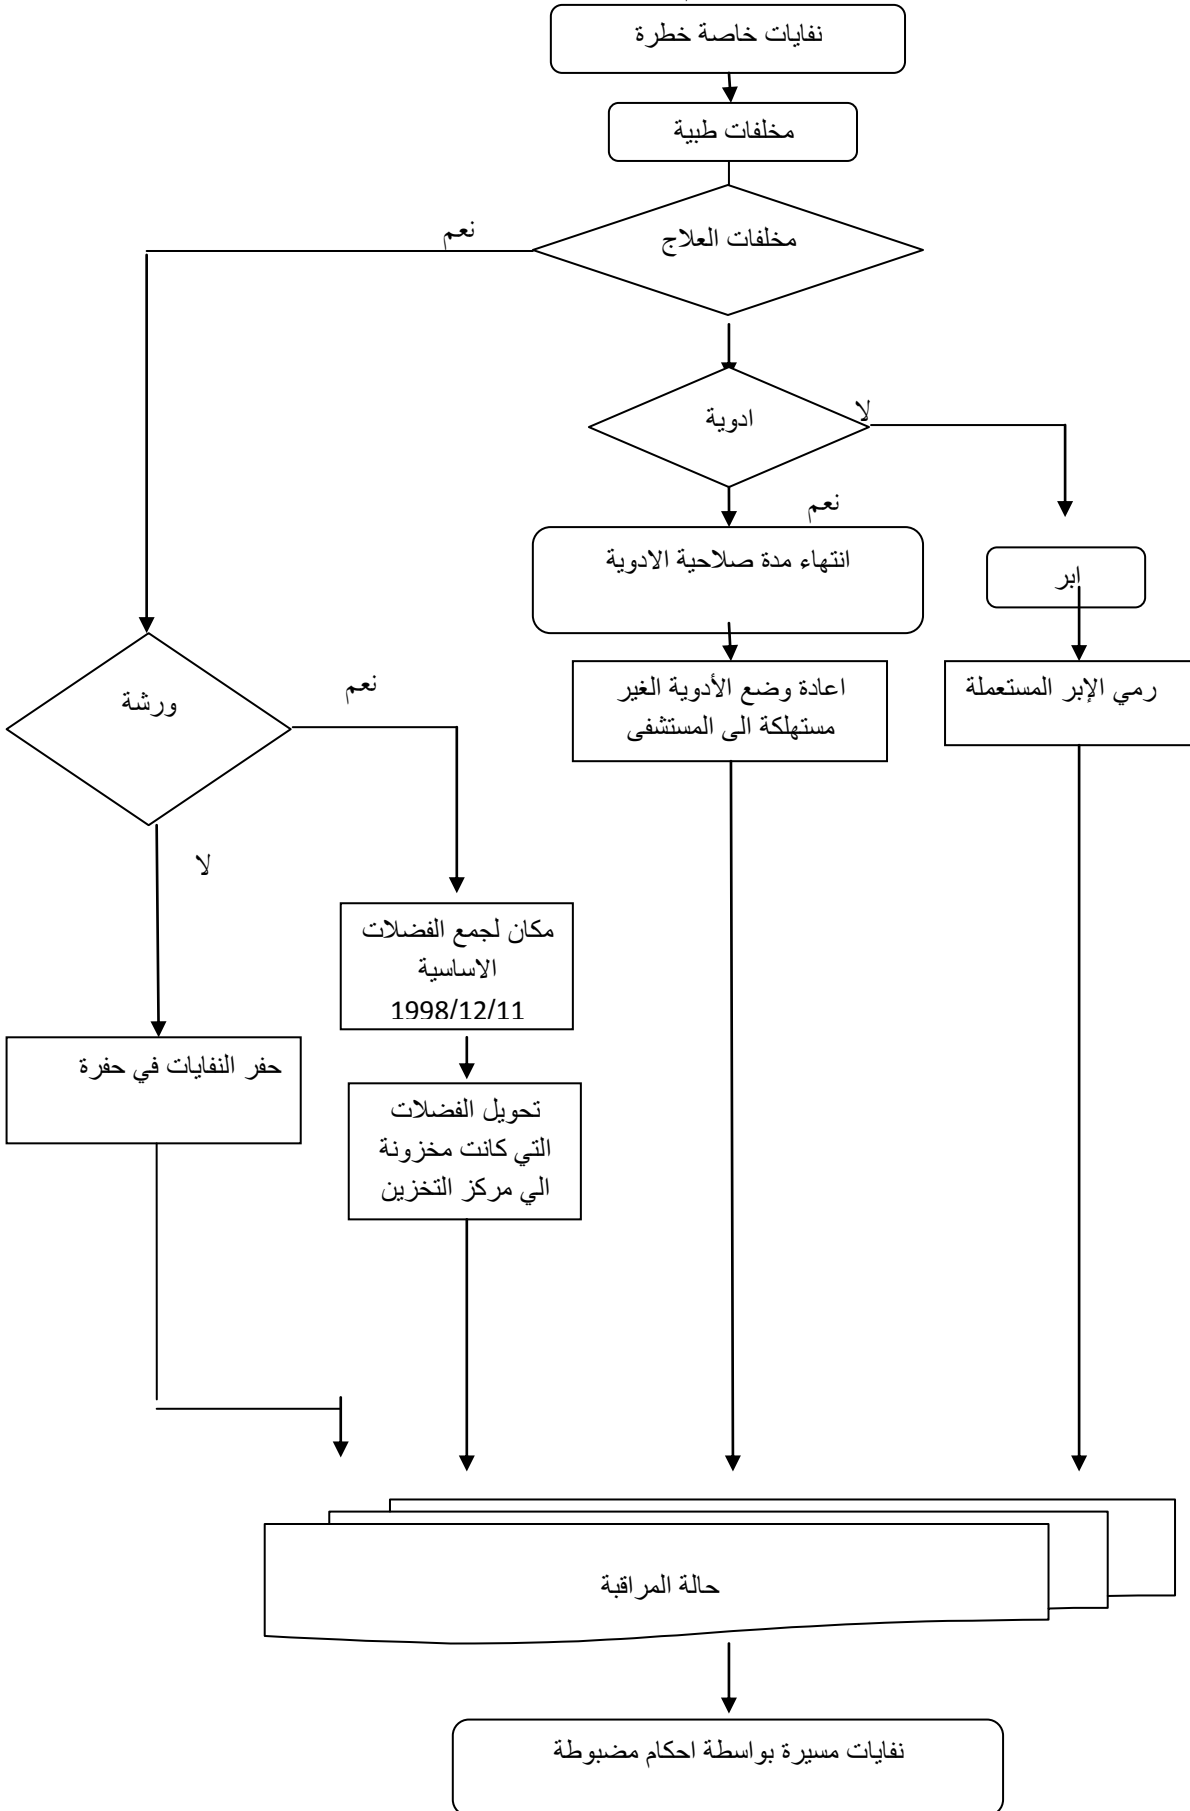 نفايات خاصة خطرة
مخلفات طبية
مخلفات العلاج
نعم
ادوية
لا
نعم
انتهاء مدة صلاحية الادوية
ابر
اعادة وضع الأدوية الغير
مستهلكة الى المستشفى
رمي الإبر المستعملة
ورشة
نعم
لا
مكان لجمع الفضلات
الاساسية
1998/12/11
حفر النفايات في حفرة
تحويل الفضلات
التي كانت مخزونة
الي مركز التخزين
حالة المراقبة
نفايات مسيرة بواسطة احكام مضبوطة